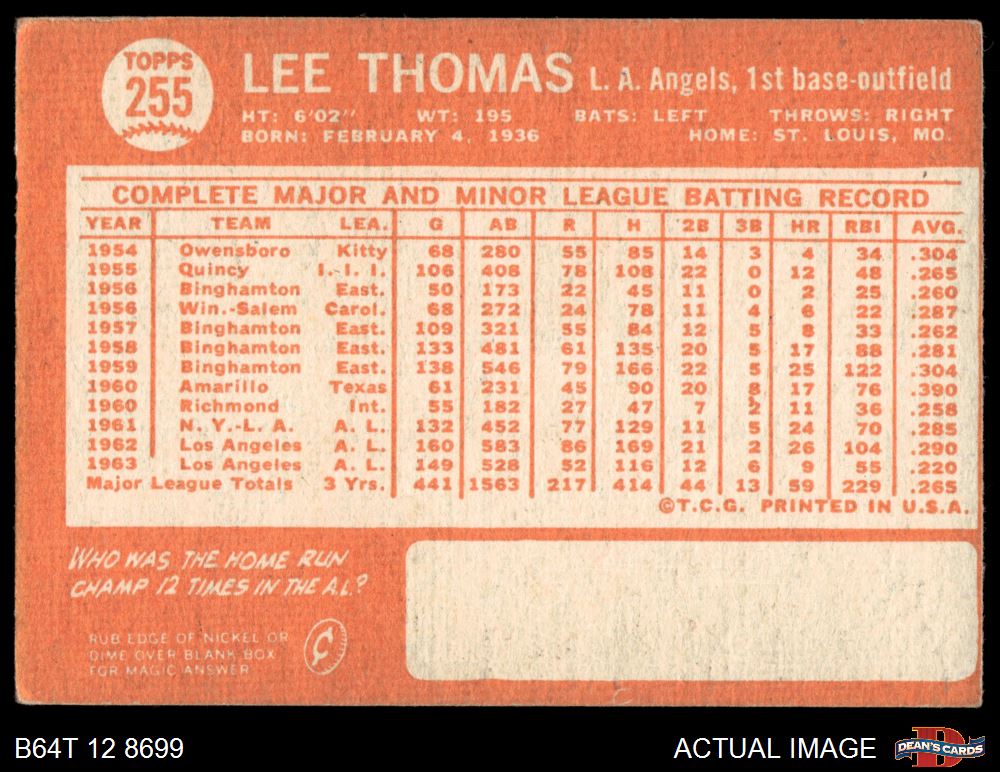 TOPPS
255
LEE THOMAS L. A. Angels, 1st base-outfield
HT: 6'02" WT: 195 BATS: LEFT THROWS: RIGHT
BORN: FEBRUARY 4, 1936 HOME: ST. LOUIS, MO.
COMPLETE MAJOR AND MINOR LEAGUE BATTING RECORD
YEAR TEAM LEA. G AB R H 2B 3B HR RBI AVG.
1954 Owensboro Kitty 68 280 55 85 14 3 4 34 .304
1955 Quincy I. I. I. 106 408 78 108 22 0 12 48 .265
1956 Binghamton East. 50 173 22 45 11 0 2 25 .260
1956 Win.-Salem Carol. 68 272 24 78 11 4 6 22 .287
1957 Binghamton East. 109 321 55 84 12 5 8 33 .262
1958 Binghamton East. 133 481 61 135 20 5 17 88 .281
1959 Binghamton East. 138 546 79 166 22 5 25 122 .304
1960 Amarillo Texas 61 231 45 90 20 8 17 76 .390
1960 Richmond Int. 55 182 27 47 7 2 11 36 .258
1961 N. Y.-L. A. A. L. 132 452 77 129 11 5 24 70 .285
1962 Los Angeles A. L. 160 583 86 169 21 2 26 104 .290
1963 Los Angeles A. L. 149 528 52 116 12 6 9 55 .220
Major League Totals 3 Yrs. 441 1563 217 414 44 13 59 229 .265
©T.C.G. PRINTED IN U.S.A.
WHO WAS THE HOME RUN
CHAMP 12 TIMES IN THE A.L.?
RUB EDGE OF NICKEL OR
DIME OVER BLANK BOX
FOR MAGIC ANSWER
¢
B64T 12 8699 ACTUAL IMAGE
D
DEAN'S CARDS